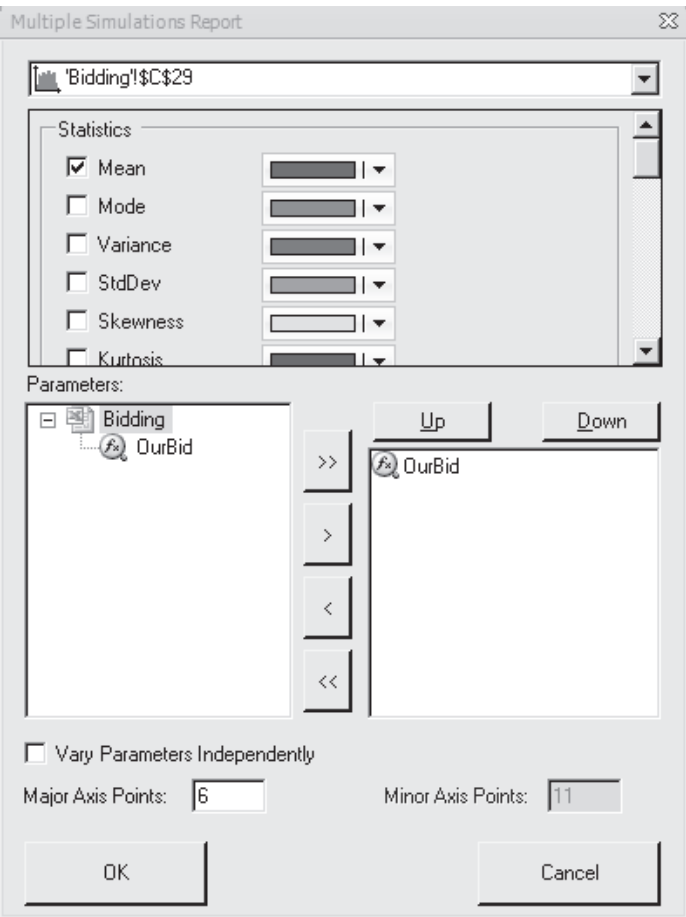 Multiple Simulations Report
'Bidding'!$C$29
Statistics
Mean
Mode
Variance
StdDev
Skewness
Kurtosis
Parameters:
Bidding
OurBid
>>
>
<
<<
Up
Down
OurBid
Vary Parameters Independently
Major Axis Points: 6
Minor Axis Points: 11
OK
Cancel